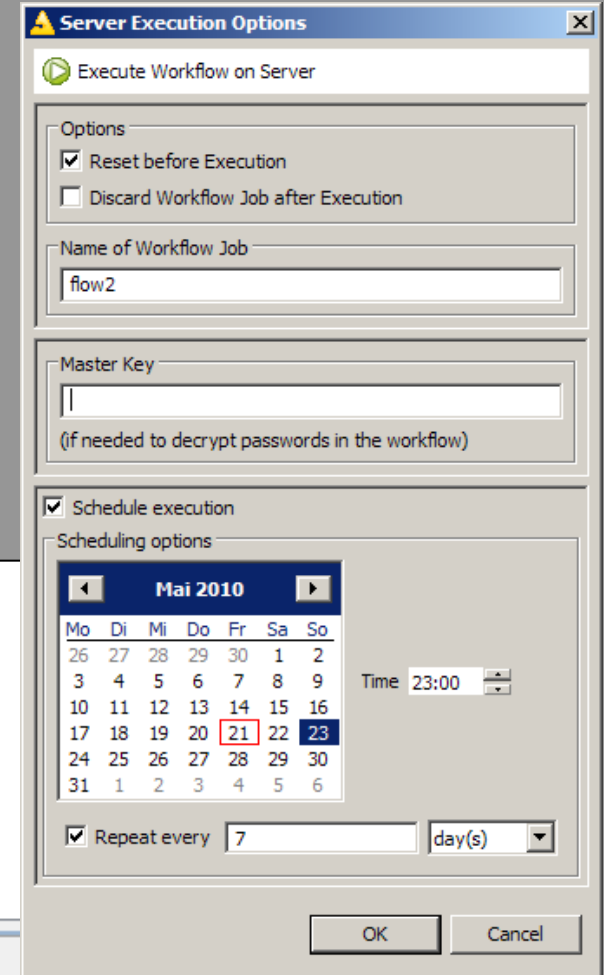 Server Execution Options
Execute Workflow on Server
Options
Reset before Execution
Discard Workflow Job after Execution
Name of Workflow Job
flow2
Master Key
(if needed to decrypt passwords in the workflow)
Schedule execution
Scheduling options
Mai 2010
Mo Di Mi Do Fr Sa So
26 27 28 29 30 1 2
3 4 5 6 7 8 9
Time 23:00
10 11 12 13 14 15 16
17 18 19 20 21 22 23
24 25 26 27 28 29 30
31 1 2 3 4 5 6
Repeat every 7 day(s)
OK Cancel